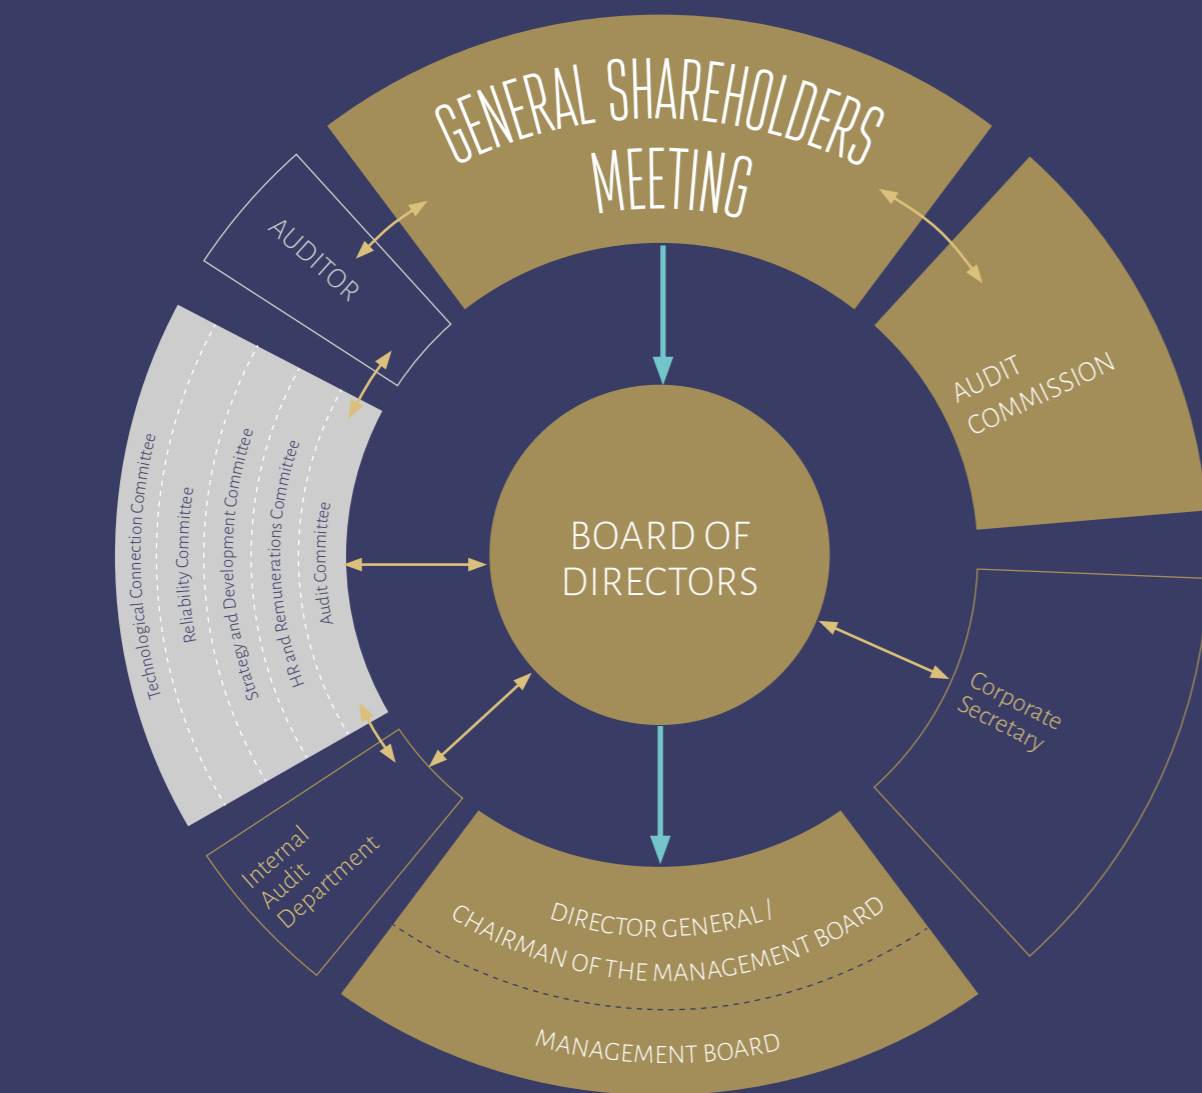 GENERAL SHAREHOLDERS
MEETING
AUDITOR
AUDIT
COMMISSION
Technological Connection Committee
Reliability Committee
Strategy and Development Committee
HR and Remunerations Committee
Audit Committee
BOARD OF
DIRECTORS
Corporate
Secretary
Internal
Audit
Department
DIRECTOR GENERAL /
CHAIRMAN OF THE MANAGEMENT BOARD
MANAGEMENT BOARD